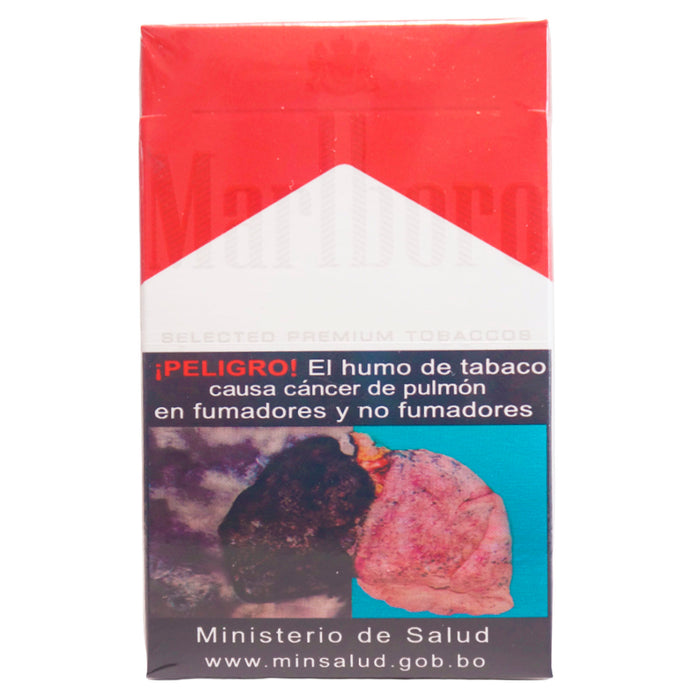 Marlboro
SELECTED PREMIUM TOBACCOS
¡PELIGRO! El humo de tabaco
causa cáncer de pulmón
en fumadores y no fumadores
Ministerio de Salud
www.minsalud.gob.bo